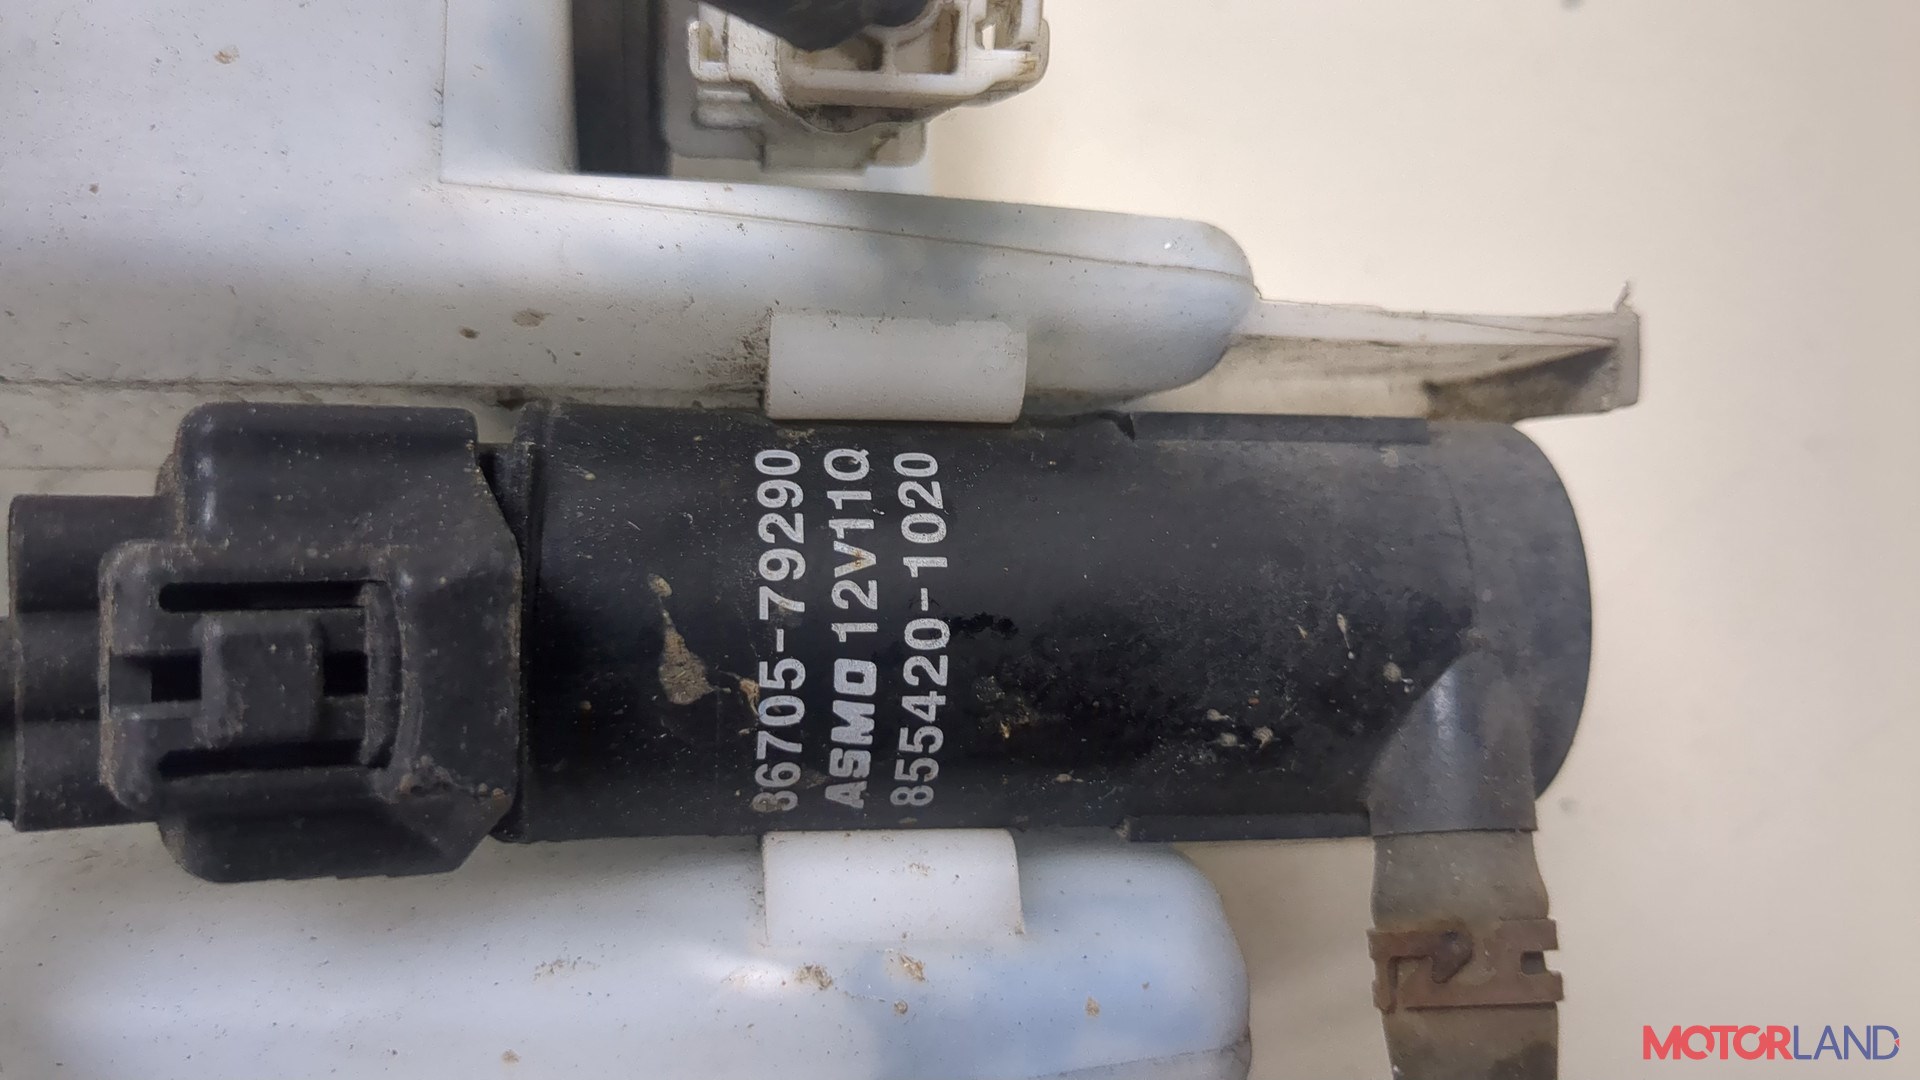 86705-79290
ASMO 12V11Q
855420-1020
MOTORLAND